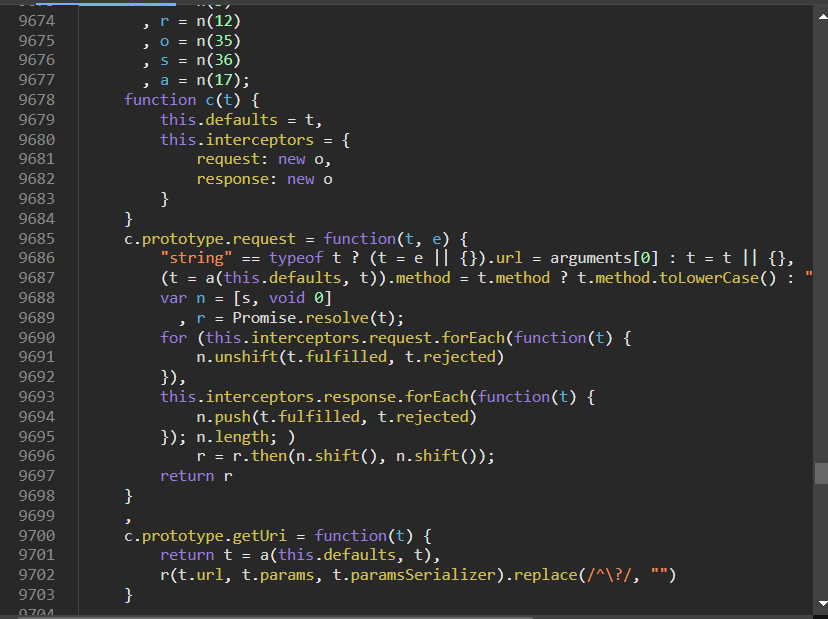 9674 , r = n(12)
9675 , o = n(35)
9676 , s = n(36)
9677 , a = n(17);
9678 function c(t) {
9679 this.defaults = t,
9680 this.interceptors = {
9681 request: new o,
9682 response: new o
9683 }
9684 }
9685 c.prototype.request = function(t, e) {
9686 "string" == typeof t ? (t = e || {}).url = arguments[0] : t = t || {},
9687 (t = a(this.defaults, t)).method = t.method ? t.method.toLowerCase() : "
9688 var n = [s, void 0]
9689 , r = Promise.resolve(t);
9690 for (this.interceptors.request.forEach(function(t) {
9691 n.unshift(t.fulfilled, t.rejected)
9692 }),
9693 this.interceptors.response.forEach(function(t) {
9694 n.push(t.fulfilled, t.rejected)
9695 }); n.length; )
9696 r = r.then(n.shift(), n.shift());
9697 return r
9698 }
9699 ,
9700 c.prototype.getUri = function(t) {
9701 return t = a(this.defaults, t),
9702 r(t.url, t.params, t.paramsSerializer).replace(/^\?/, "")
9703 }
9704